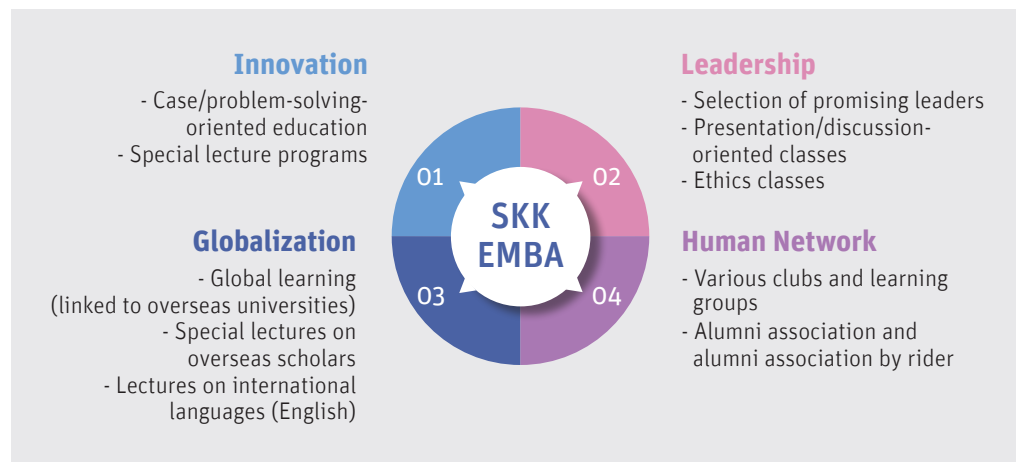 Innovation
- Case/problem-solving-
oriented education
- Special lecture programs
Leadership
- Selection of promising leaders
- Presentation/discussion-
oriented classes
- Ethics classes
01
02
SKK
EMBA
03
04
Globalization
- Global learning
(linked to overseas universities)
- Special lectures on
overseas scholars
- Lectures on international
languages (English)
Human Network
- Various clubs and learning
groups
- Alumni association and
alumni association by rider